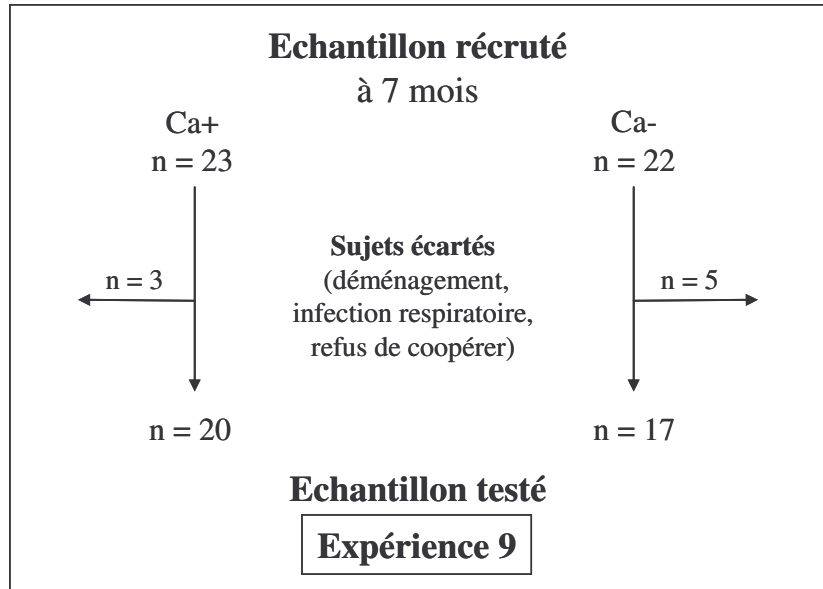 Echantillon récruté
à 7 mois
Ca+
n = 23
Ca-
n = 22
Sujets écartés
(déménagement,
infection respiratoire,
refus de coopérer)
n = 3
n = 5
n = 20
n = 17
Echantillon testé
Expérience 9